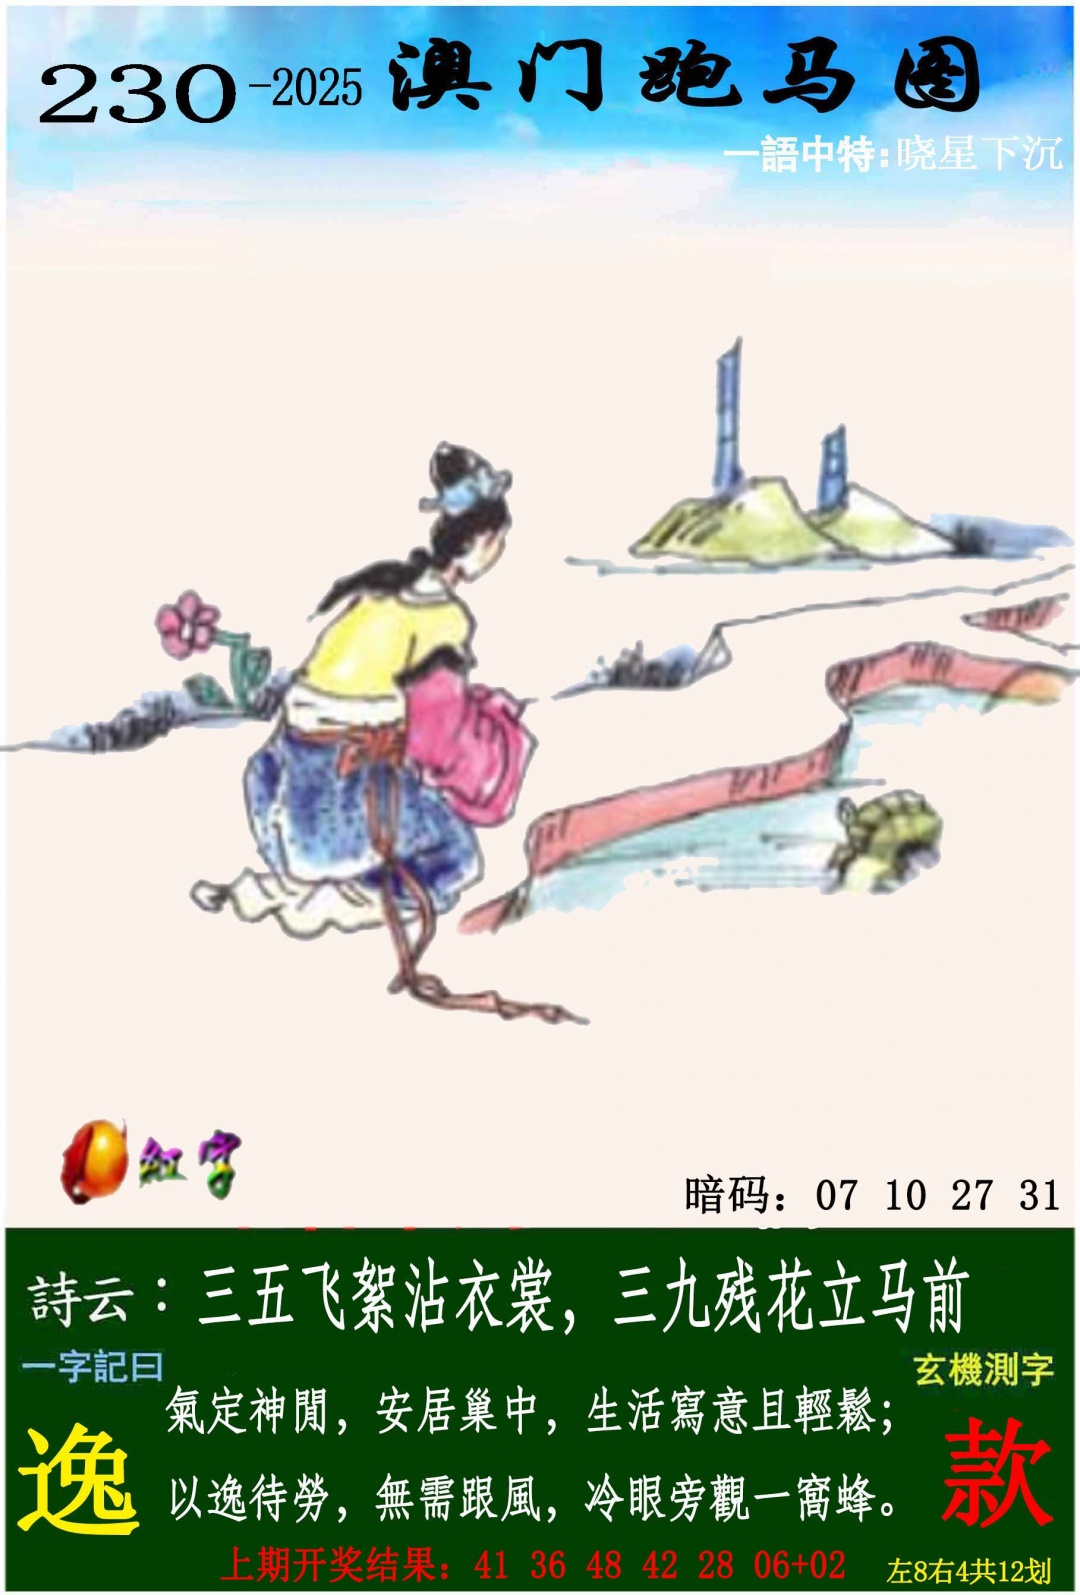 230-2025 澳门跑马图
一語中特:晓星下沉
红字
暗码：07 10 27 31
詩云：三五飞絮沾衣裳，三九残花立马前
一字記曰
玄機測字
氣定神閒，安居巢中，生活寫意且輕鬆；
逸
款
以逸待勞，無需跟風，冷眼旁觀一窩蜂。
上期开奖结果：41 36 48 42 28 06+02
左8右4共12划